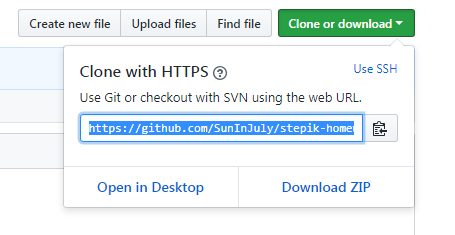 Create new file Upload files Find file Clone or download
Clone with HTTPS ? Use SSH
Use Git or checkout with SVN using the web URL.
https://github.com/SunInJuly/stepik-home
Open in Desktop Download ZIP